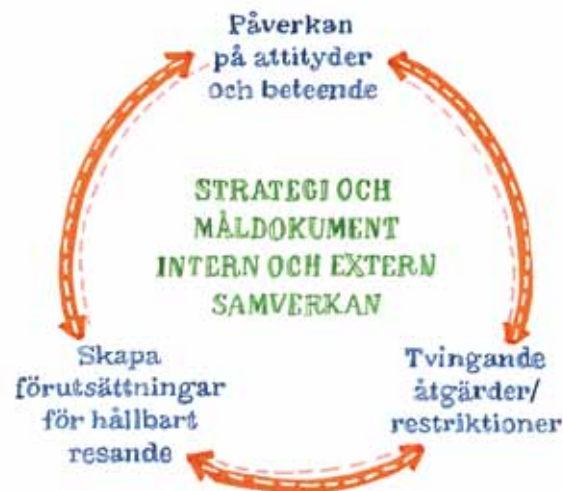 Påverkan
på attityder
och beteende
STRATEGI OCH
MÅLDOKUMENT
INTERN OCH EXTERN
SAMVERKAN
Skapa
förutsättningar
för hållbart
resande
Tvingande
åtgärder/
restriktioner